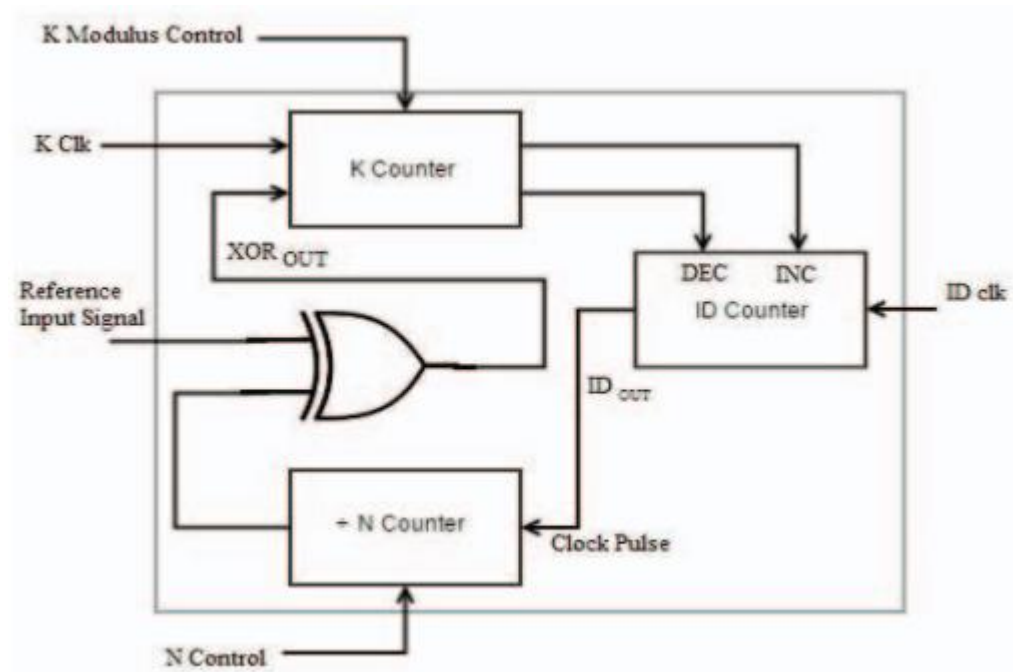 K Modulus Control
K Clk
K Counter
XOR OUT
DEC INC
ID clk
ID Counter
Reference
Input Signal
ID OUT
÷ N Counter
Clock Pulse
N Control